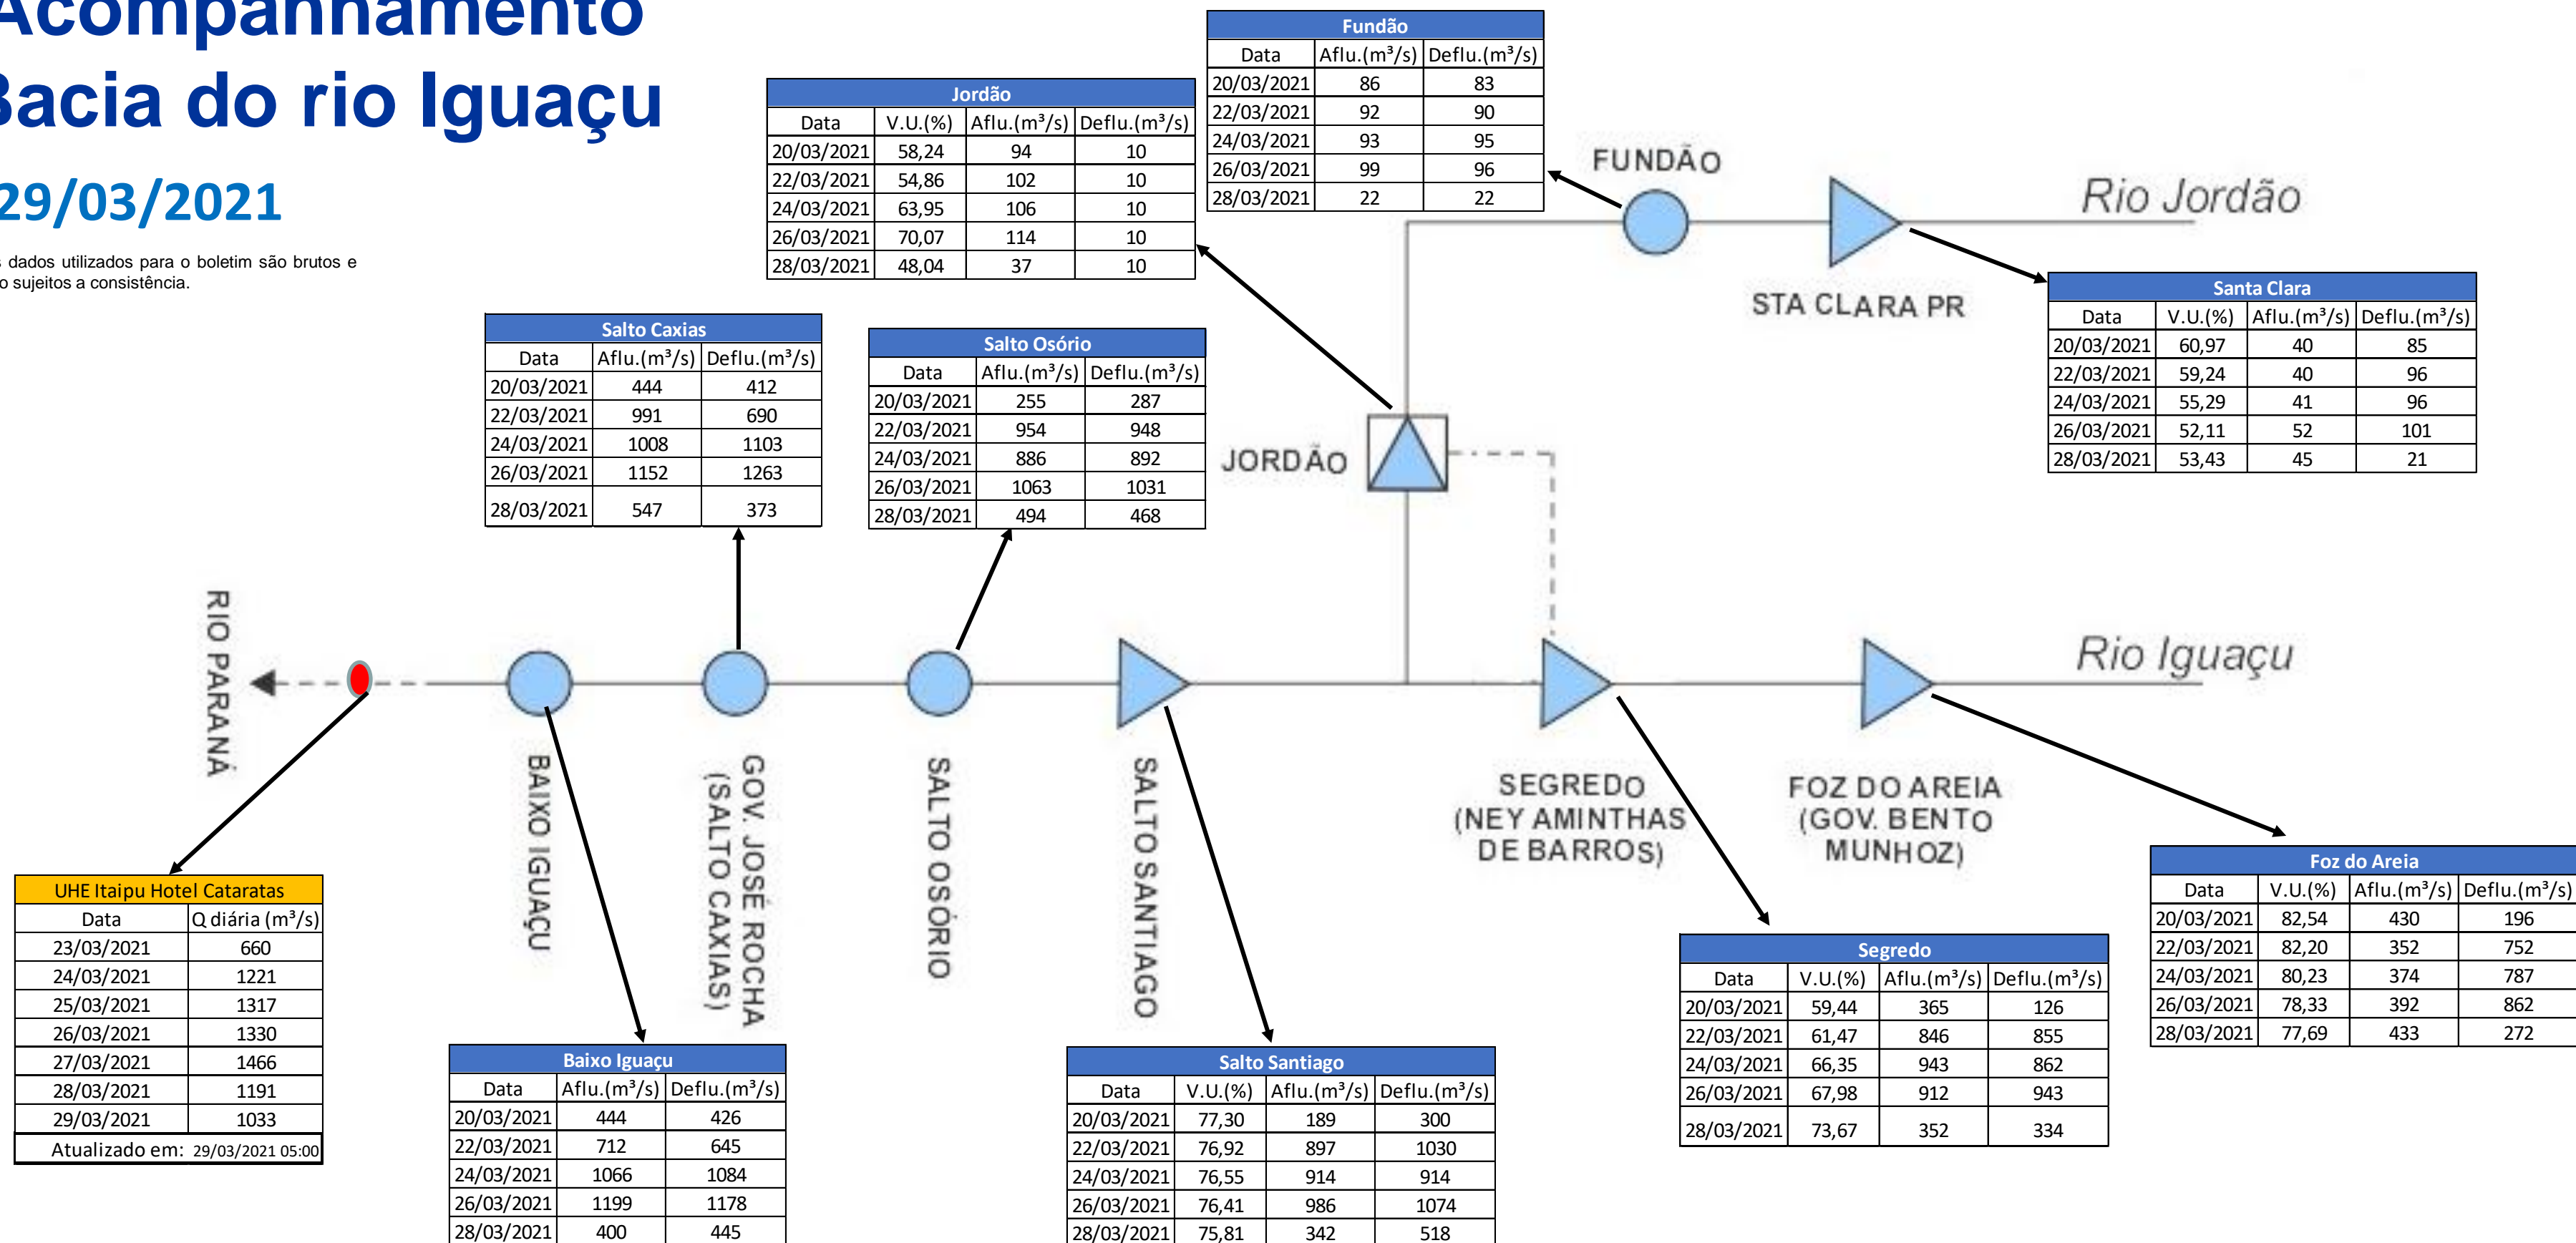 Acompanhamento
Bacia do rio Iguaçu
29/03/2021
s dados utilizados para o boletim são brutos e
o sujeitos a consistência.
Fundão
Data Aflu.(m³/s) Deflu.(m³/s)
20/03/2021 86 83
22/03/2021 92 90
24/03/2021 93 95
26/03/2021 99 96
28/03/2021 22 22
Jordão
Data V.U.(%) Aflu.(m³/s) Deflu.(m³/s)
20/03/2021 58,24 94 10
22/03/2021 54,86 102 10
24/03/2021 63,95 106 10
26/03/2021 70,07 114 10
28/03/2021 48,04 37 10
FUNDÃO
STA CLARA PR
Rio Jordão
Santa Clara
Data V.U.(%) Aflu.(m³/s) Deflu.(m³/s)
20/03/2021 60,97 40 85
22/03/2021 59,24 40 96
24/03/2021 55,29 41 96
26/03/2021 52,11 52 101
28/03/2021 53,43 45 21
Salto Caxias
Data Aflu.(m³/s) Deflu.(m³/s)
20/03/2021 444 412
22/03/2021 991 690
24/03/2021 1008 1103
26/03/2021 1152 1263
28/03/2021 547 373
Salto Osório
Data Aflu.(m³/s) Deflu.(m³/s)
20/03/2021 255 287
22/03/2021 954 948
24/03/2021 886 892
26/03/2021 1063 1031
28/03/2021 494 468
JORDÃO
RIO PARANÁ
Rio Iguaçu
BAIXO IGUAÇU
GOV. JOSÉ ROCHA
(SALTO CAXIAS)
SALTO OSÓRIO
SALTO SANTIAGO
SEGREDO
(NEY AMINTHAS
DE BARROS)
FOZ DO AREIA
(GOV. BENTO
MUNHOZ)
UHE Itaipu Hotel Cataratas
Data Q diária (m³/s)
23/03/2021 660
24/03/2021 1221
25/03/2021 1317
26/03/2021 1330
27/03/2021 1466
28/03/2021 1191
29/03/2021 1033
Atualizado em: 29/03/2021 05:00
Baixo Iguaçu
Data Aflu.(m³/s) Deflu.(m³/s)
20/03/2021 444 426
22/03/2021 712 645
24/03/2021 1066 1084
26/03/2021 1199 1178
28/03/2021 400 445
Salto Santiago
Data V.U.(%) Aflu.(m³/s) Deflu.(m³/s)
20/03/2021 77,30 189 300
22/03/2021 76,92 897 1030
24/03/2021 76,55 914 914
26/03/2021 76,41 986 1074
28/03/2021 75,81 342 518
Segredo
Data V.U.(%) Aflu.(m³/s) Deflu.(m³/s)
20/03/2021 59,44 365 126
22/03/2021 61,47 846 855
24/03/2021 66,35 943 862
26/03/2021 67,98 912 943
28/03/2021 73,67 352 334
Foz do Areia
Data V.U.(%) Aflu.(m³/s) Deflu.(m³/s)
20/03/2021 82,54 430 196
22/03/2021 82,20 352 752
24/03/2021 80,23 374 787
26/03/2021 78,33 392 862
28/03/2021 77,69 433 272